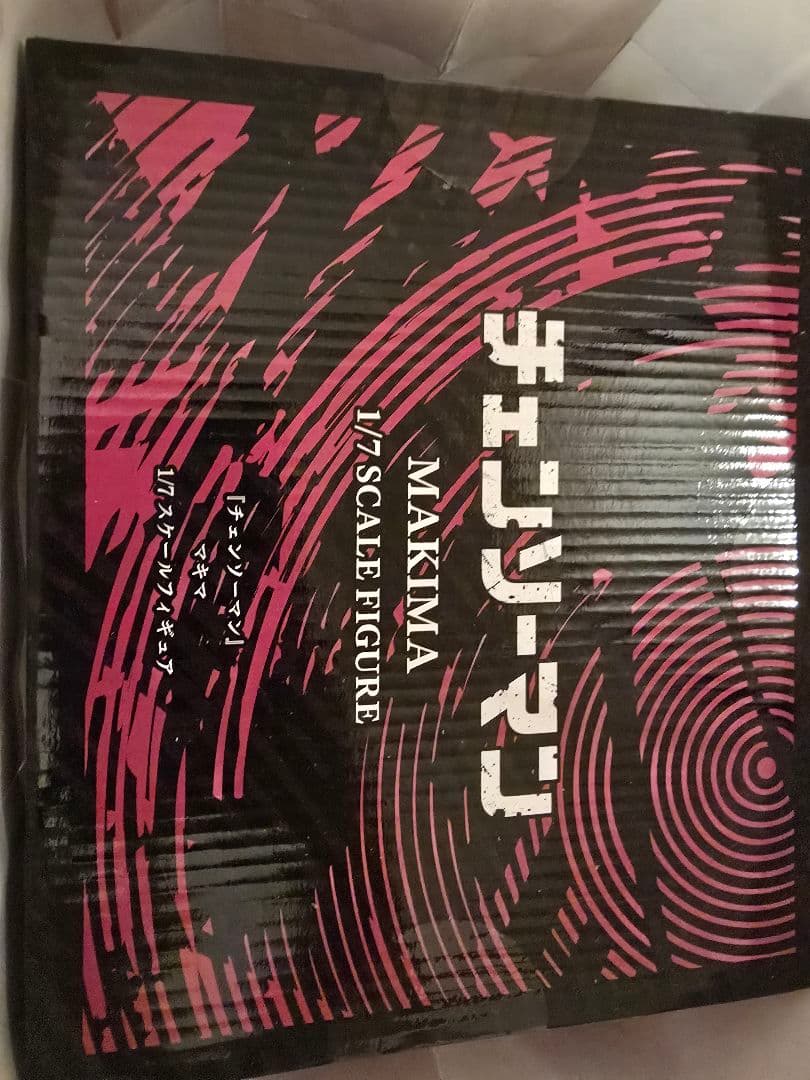 チェンソーマン
MAKIMA
1/7 SCALE FIGURE
『チェンソーマン』
マキマ
1/7スケールフィギュア